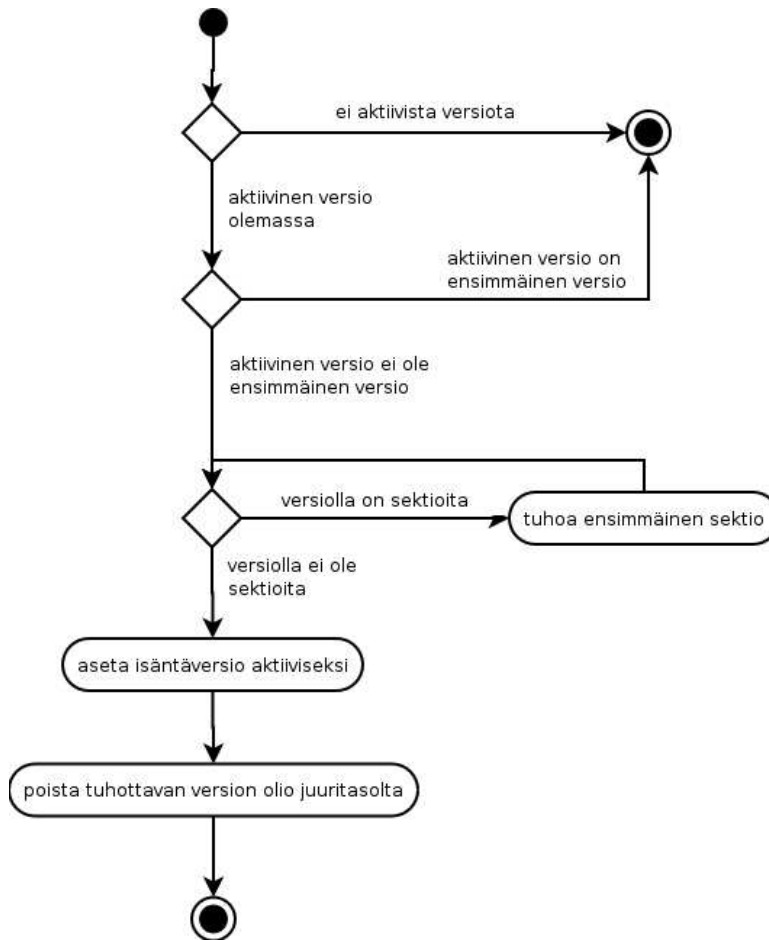 ei aktiivista versiota
aktiivinen versio
olemassa
aktiivinen versio on
ensimmäinen versio
aktiivinen versio ei ole
ensimmäinen versio
versiolla on sektioita
tuhoa ensimmäinen sektio
versiolla ei ole
sektioita
aseta isäntäversio aktiiviseksi
poista tuhottavan version olio juuritasolta